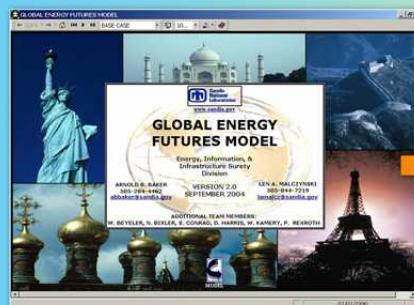 GLOBAL ENERGY FUTURES MODEL
BASE CASE
10...
Sandia
National
Laboratories
www.sandia.gov
GLOBAL ENERGY
FUTURES MODEL
Energy, Information, &
Infrastructure Surety
Division
ARNOLD B. BAKER
505-284-4462
abbaker@sandia.gov
VERSION 2.0
SEPTEMBER 2004
LEN A. MALCZYNSKI
505-844-7219
lamalcz@sandia.gov
ADDITIONAL TEAM MEMBERS:
W. BEYELER, N. BIXLER, S. CONRAD, D. HARRIS, W. KAMERY, P. REXROTH
MODEL